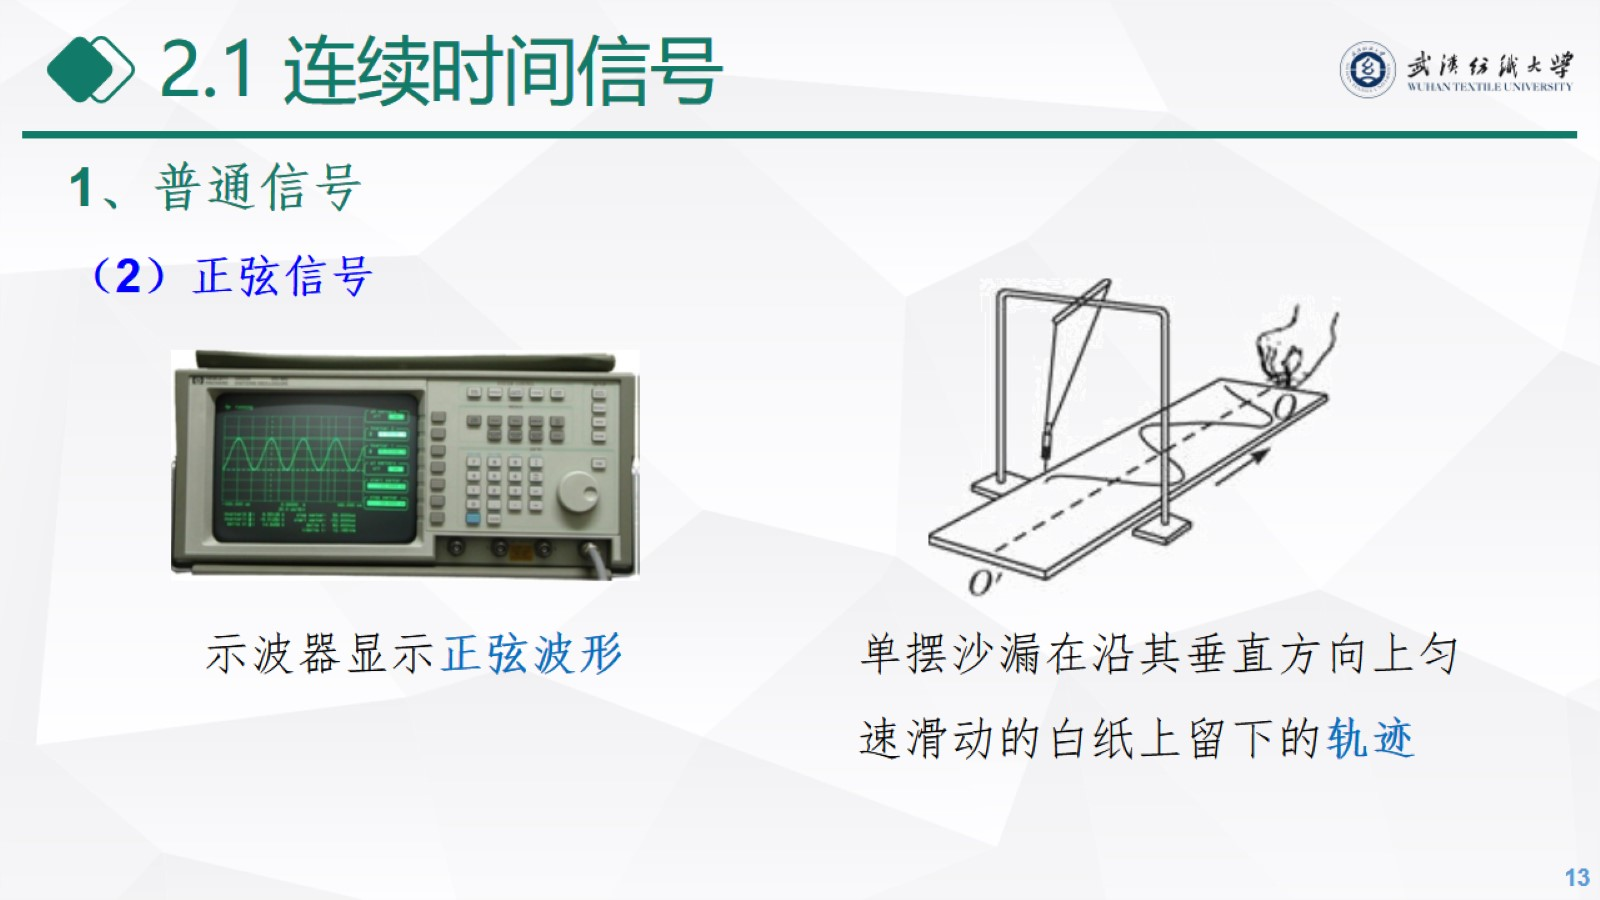 2.1 连续时间信号
武汉纺织大学
WUHAN TEXTILE UNIVERSITY
1、普通信号
（2）正弦信号
O
O'
示波器显示正弦波形
单摆沙漏在沿其垂直方向上匀
速滑动的白纸上留下的轨迹
13